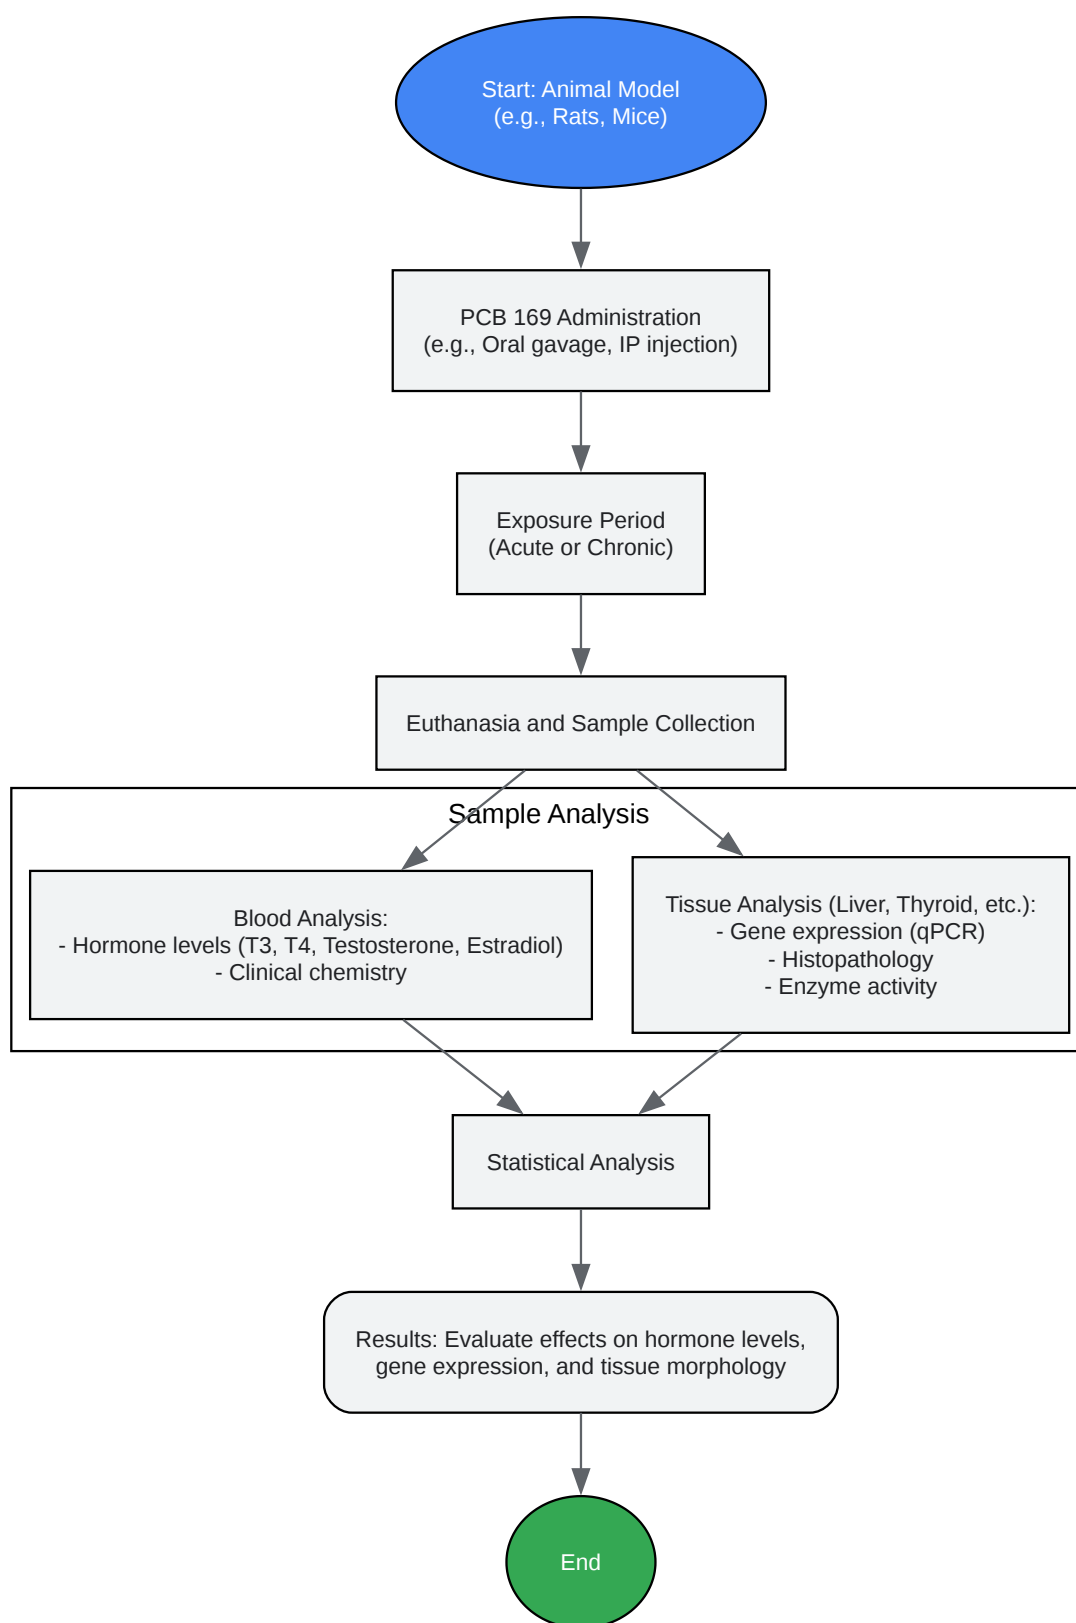 Start: Animal Model
(e.g., Rats, Mice)
PCB 169 Administration
(e.g., Oral gavage, IP injection)
Exposure Period
(Acute or Chronic)
Euthanasia and Sample Collection
Sample Analysis
Blood Analysis:
- Hormone levels (T3, T4, Testosterone, Estradiol)
- Clinical chemistry
Tissue Analysis (Liver, Thyroid, etc.):
- Gene expression (qPCR)
- Histopathology
- Enzyme activity
Statistical Analysis
Results: Evaluate effects on hormone levels,
gene expression, and tissue morphology
End